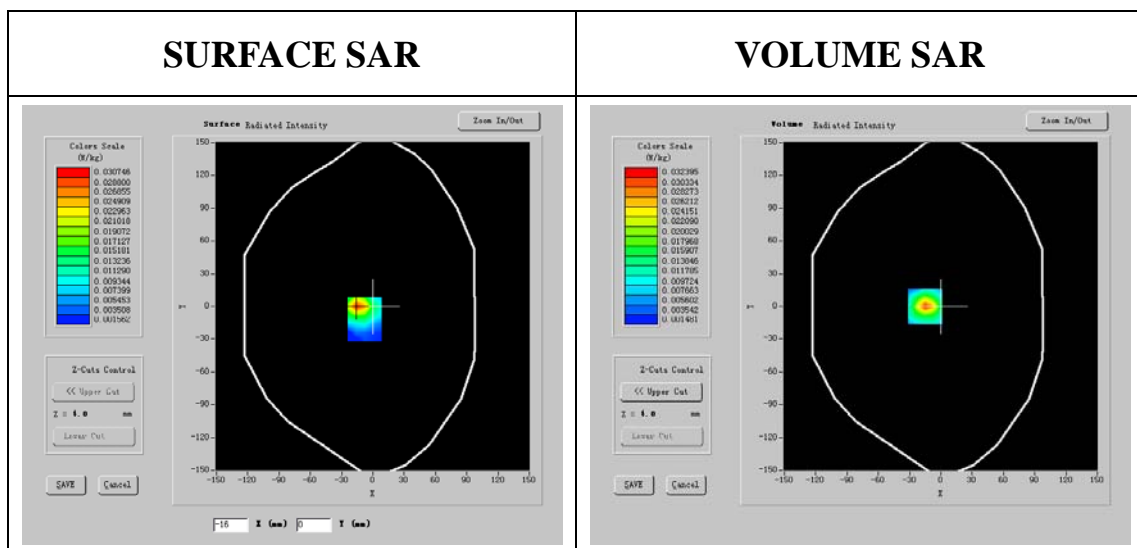 SURFACE SAR
VOLUME SAR
Surface Radiated Intensity
Zoom In/Out
Colors Scale
(W/kg)
0.030746
0.028800
0.026855
0.024909
0.022963
0.021018
0.019072
0.017127
0.015181
0.013236
0.011290
0.009344
0.007399
0.005453
0.003508
0.001562
150
120
90
60
30
0
-30
-60
-90
-120
-150
Y
-150 -120 -90 -60 -30 0 30 60 90 120 150
X
Z-Cuts Control
<< Upper Cut
Z = 4.0 mm
Lower Cut
SAVE Cancel
-16 X (mm) 0 Y (mm)
Volume Radiated Intensity
Zoom In/Out
Colors Scale
(W/kg)
0.032395
0.030334
0.028273
0.026212
0.024151
0.022090
0.020029
0.017968
0.015907
0.013846
0.011785
0.009724
0.007663
0.005602
0.003542
0.001481
150
120
90
60
30
0
-30
-60
-90
-120
-150
Y
-150 -120 -90 -60 -30 0 30 60 90 120 150
X
Z-Cuts Control
<< Upper Cut
Z = 4.0 mm
Lower Cut
SAVE Cancel